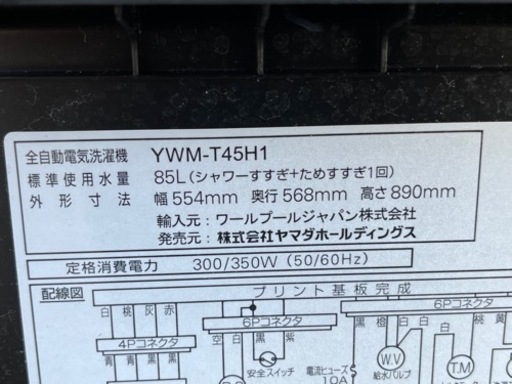 全自動電気洗濯機 YWM-T45H1
標準使用水量 85L(シャワーすすぎ+ためすすぎ1回)
外形寸法 幅554mm 奥行568mm 高さ890mm
輸入元：ワールプールジャパン株式会社
発売元：株式会社ヤマダホールディングス
定格消費電力 300/350W (50/60Hz)
配線図 プリント基板完成
白 桃 灰 赤
4Pコネクタ
青 青 黒 黒
6Pコネクタ
空 白 黒 紫
安全スイッチ
6Pコネクタ
黒 橙 白 白 桃 黄
電流ヒューズ
10A
W.V
給水バルブ
T.M